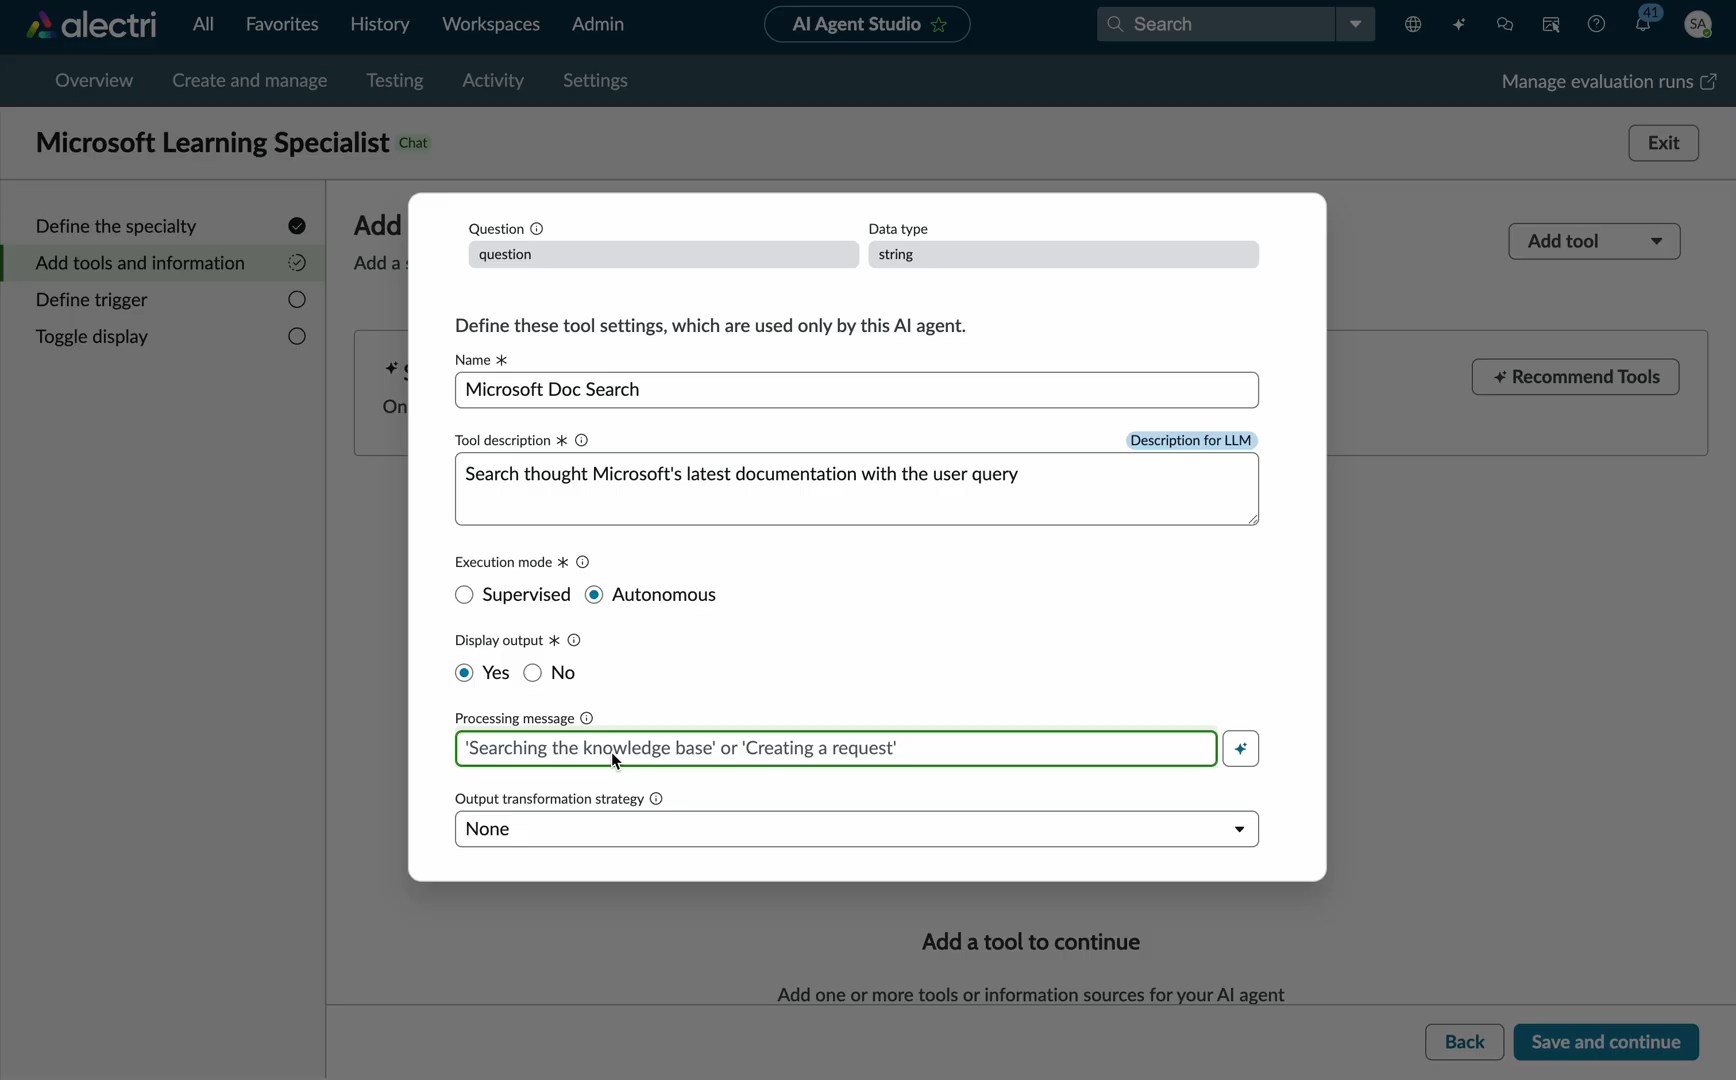 alectri All Favorites History Workspaces Admin AI Agent Studio Search 41 SA
Overview Create and manage Testing Activity Settings Manage evaluation runs
Microsoft Learning Specialist Chat Exit
Define the specialty
Add tools and information
Define trigger
Toggle display
Add
Add a s
Add tool
S
On
Recommend Tools
Question Data type
question string
Define these tool settings, which are used only by this AI agent.
Name *
Microsoft Doc Search
Tool description * Description for LLM
Search thought Microsoft's latest documentation with the user query
Execution mode *
Supervised Autonomous
Display output *
Yes No
Processing message
'Searching the knowledge base' or 'Creating a request'
Output transformation strategy
None
Add a tool to continue
Add one or more tools or information sources for your AI agent
Back Save and continue